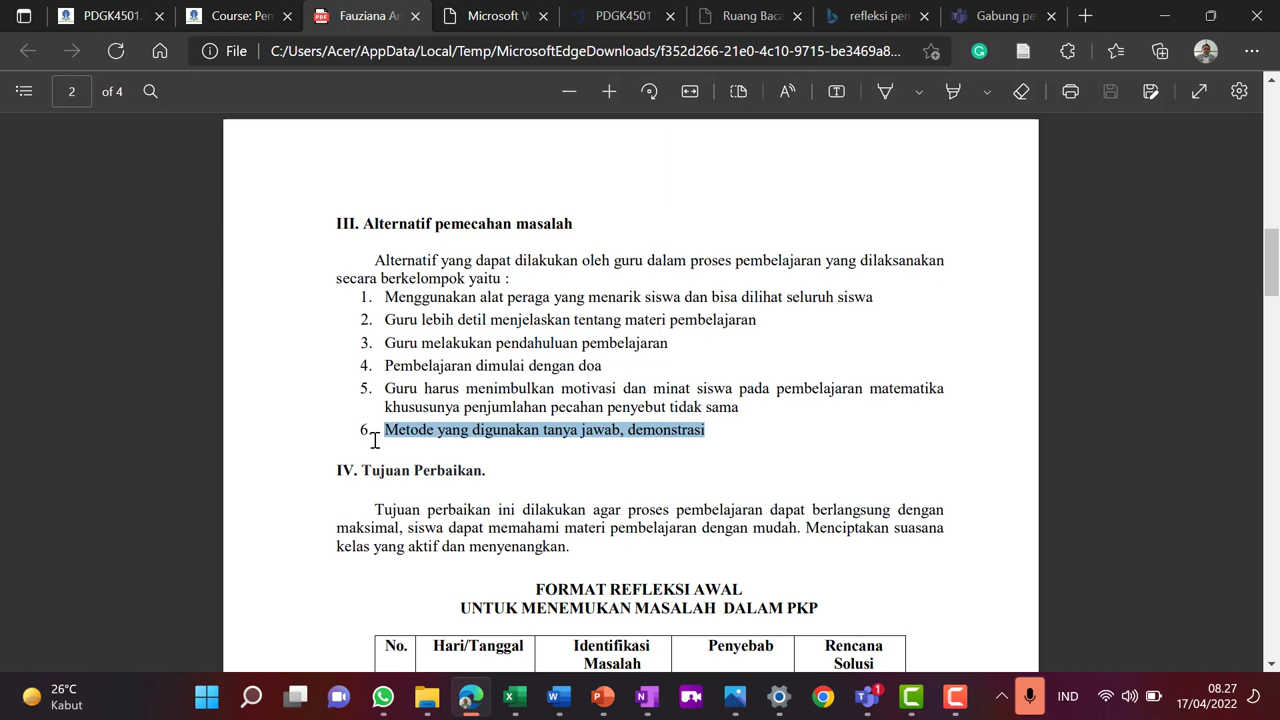 PDGK4501.
Course: Pen
Fauziana An
Microsoft W
PDGK4501
Ruang Baca
refleksi pen
Gabung pe
File
C:/Users/Acer/AppData/Local/Temp/MicrosoftEdgeDownloads/f352d266-21e0-4c10-9715-be3469a8...
2 of 4
III. Alternatif pemecahan masalah
Alternatif yang dapat dilakukan oleh guru dalam proses pembelajaran yang dilaksanakan
secara berkelompok yaitu :
1. Menggunakan alat peraga yang menarik siswa dan bisa dilihat seluruh siswa
2. Guru lebih detil menjelaskan tentang materi pembelajaran
3. Guru melakukan pendahuluan pembelajaran
4. Pembelajaran dimulai dengan doa
5. Guru harus menimbulkan motivasi dan minat siswa pada pembelajaran matematika
khususunya penjumlahan pecahan penyebut tidak sama
6. Metode yang digunakan tanya jawab, demonstrasi
IV. Tujuan Perbaikan.
Tujuan perbaikan ini dilakukan agar proses pembelajaran dapat berlangsung dengan
maksimal, siswa dapat memahami materi pembelajaran dengan mudah. Menciptakan suasana
kelas yang aktif dan menyenangkan.
FORMAT REFLEKSI AWAL
UNTUK MENEMUKAN MASALAH DALAM PKP
No. Hari/Tanggal Identifikasi Penyebab Rencana
Masalah Solusi
26°C
Kabut
1
IND
08.27
17/04/2022